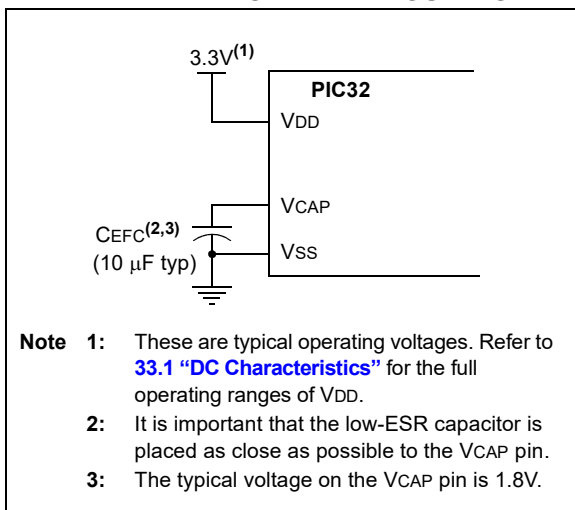 3.3V(1)
PIC32
VDD
VCAP
CEFC(2,3)
(10 μF typ)
VSS
Note 1: These are typical operating voltages. Refer to
33.1 “DC Characteristics” for the full
operating ranges of VDD.
2: It is important that the low-ESR capacitor is
placed as close as possible to the VCAP pin.
3: The typical voltage on the VCAP pin is 1.8V.